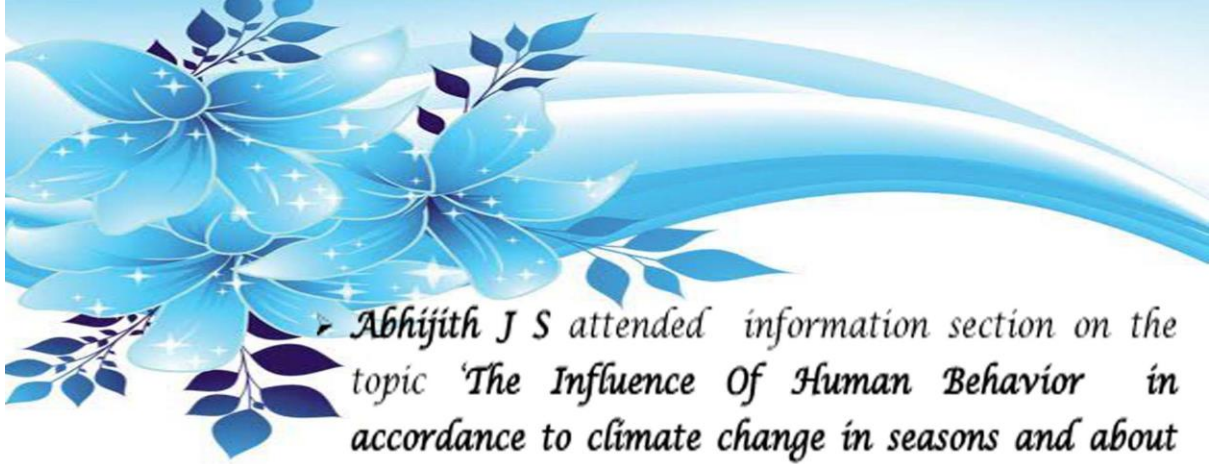 ➢ Abhijith J S attended information section on the
topic ‘The Influence Of Human Behavior in
accordance to climate change in seasons and about